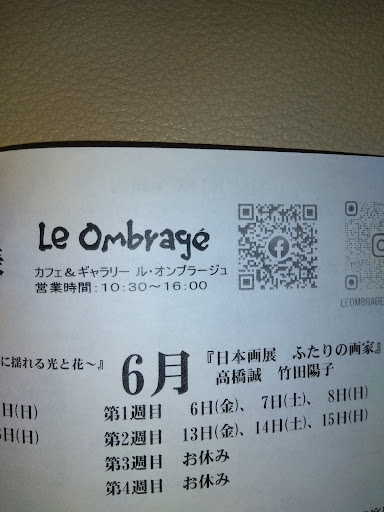 Le Ombragé
カフェ&ギャラリー ル・オンブラージュ
営業時間:10:30〜16:00
LEOMBRAGE
に揺れる光と花〜』
6月
『日本画展 ふたりの画家』
高橋誠 竹田陽子
日(日)
第1週目 6日(金)、7日(土)、8日(日)
日(日)
第2週目 13日(金)、14日(土)、15日(日)
第3週目 お休み
第4週目 お休み